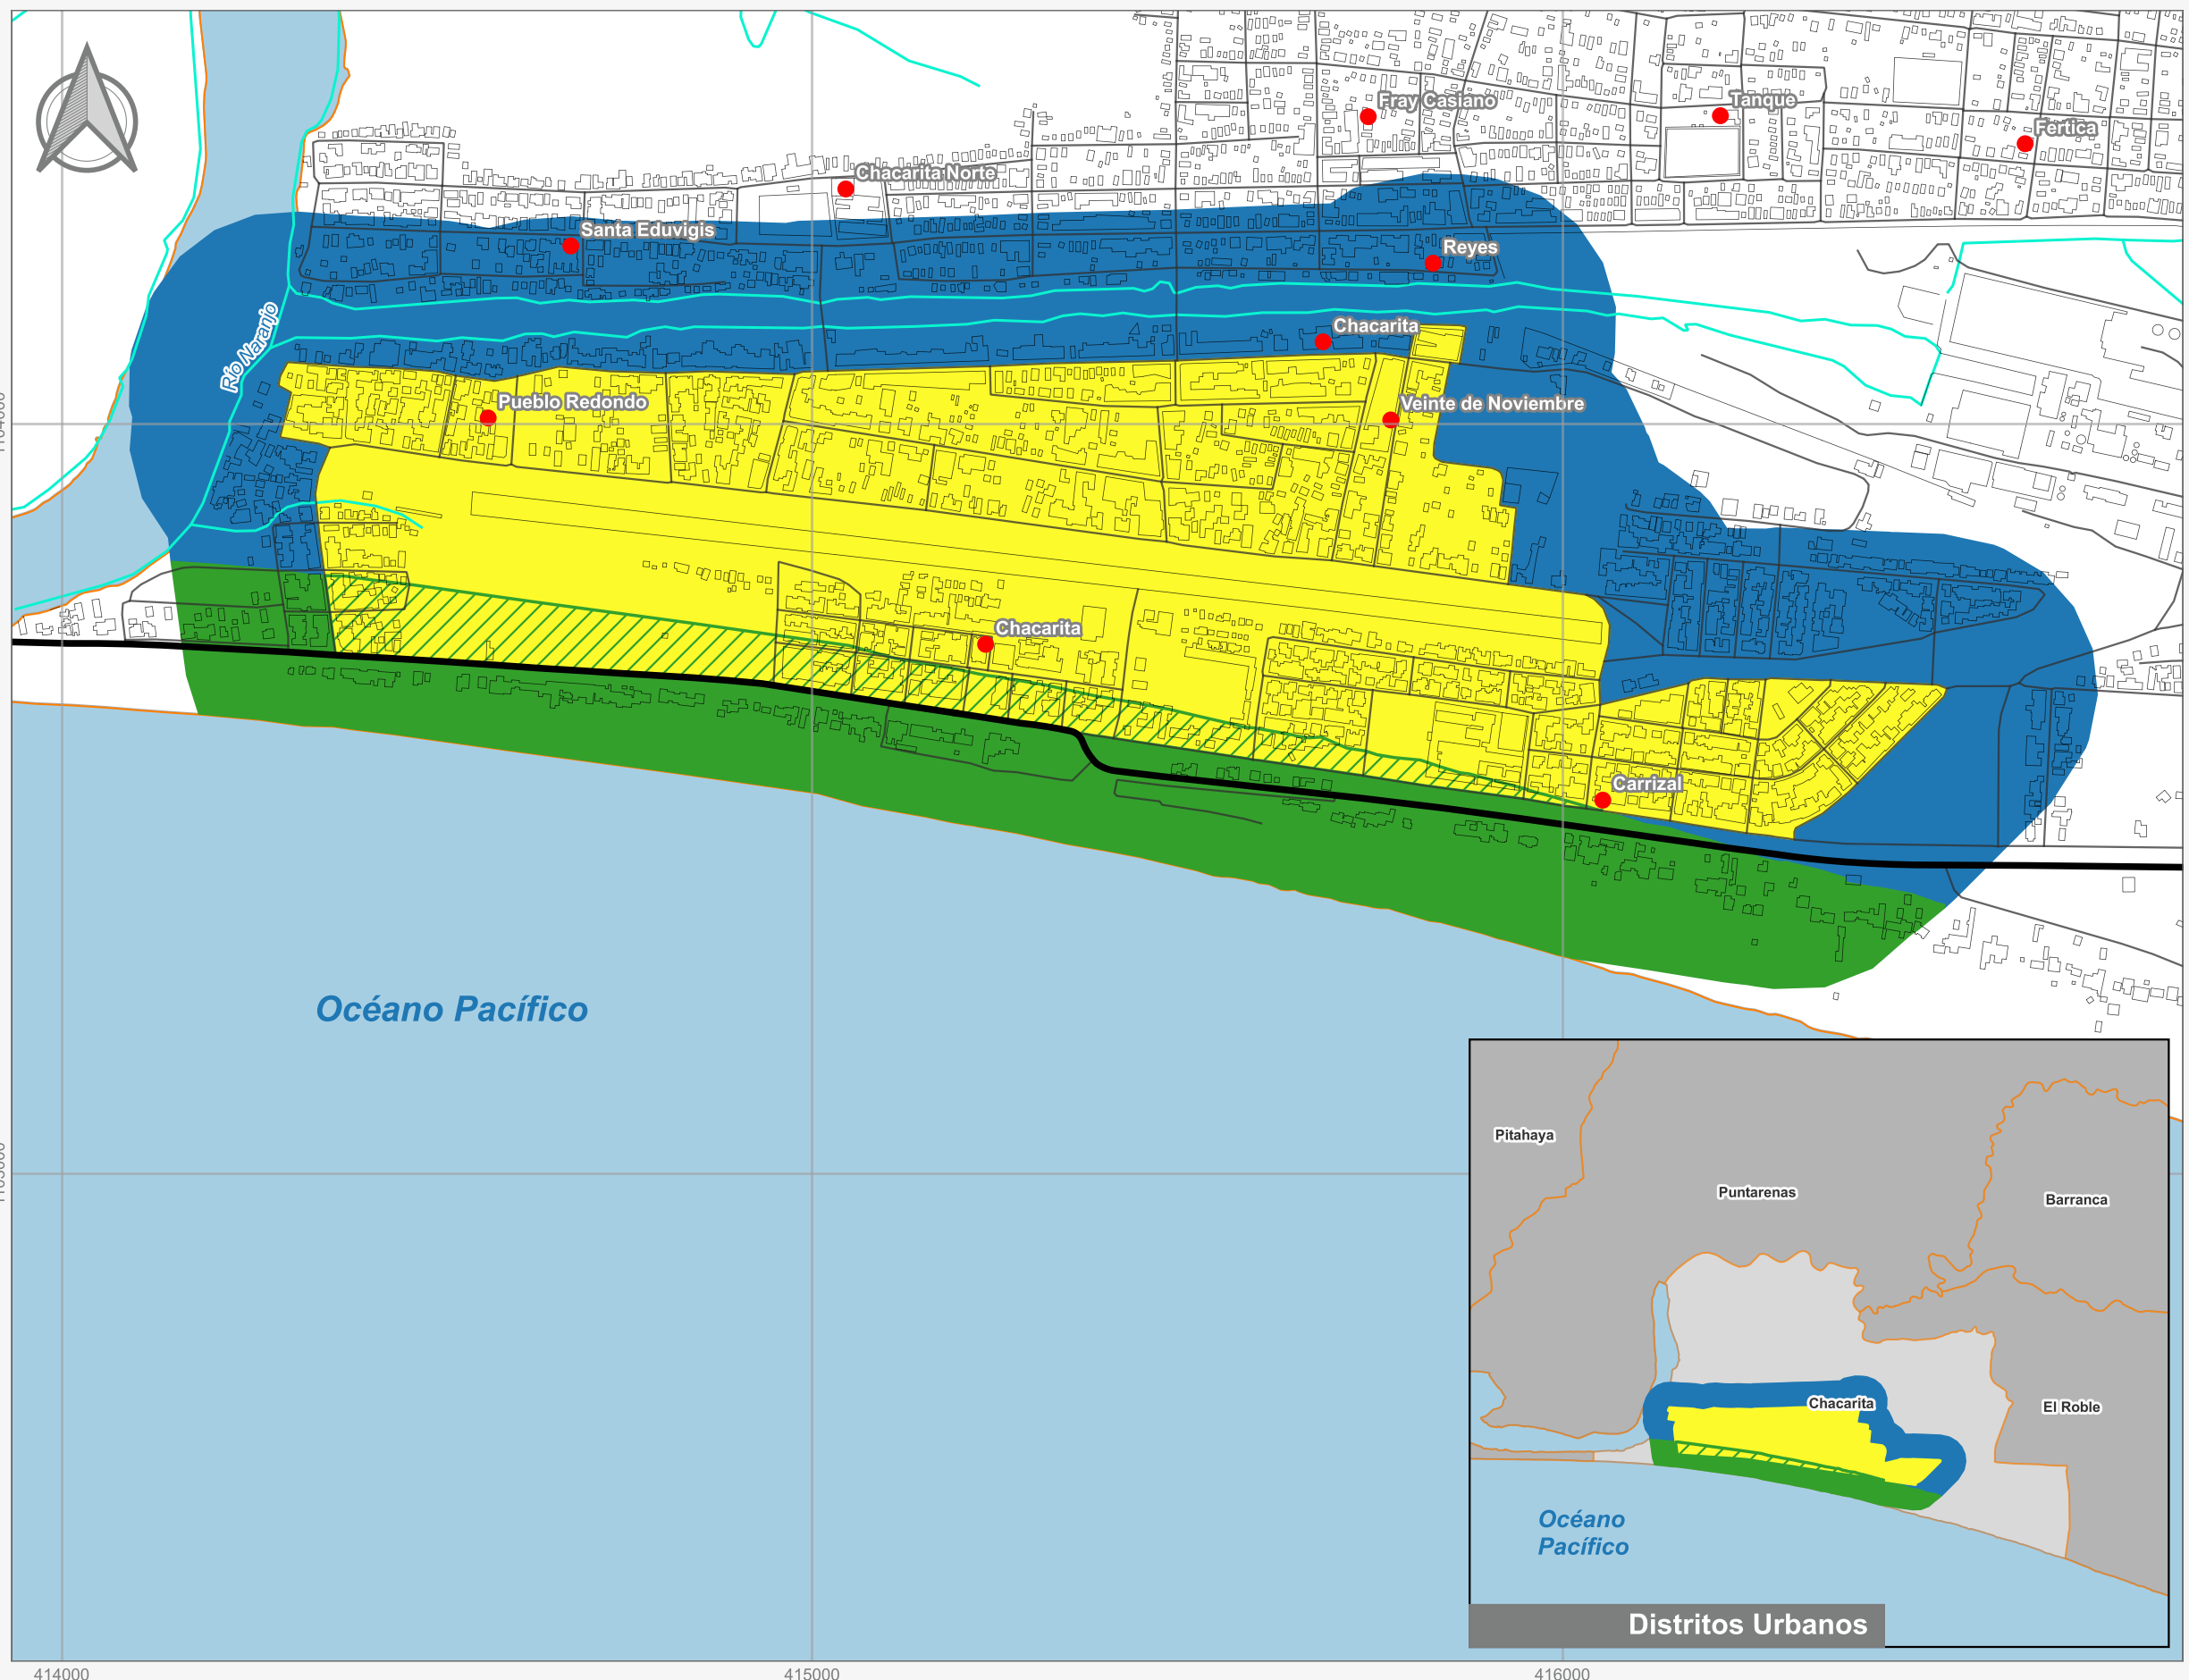 Fray Casiano
Tanque
Fertica
Chacarita Norte
Santa Eduvigis
Reyes
Río Naranjo
Chacarita
Pueblo Redondo
Veinte de Noviembre
Chacarita
Carrizal
Océano Pacífico
Pitahaya
Puntarenas
Barranca
Chacarita
El Roble
Océano
Pacífico
Distritos Urbanos
414000
415000
416000